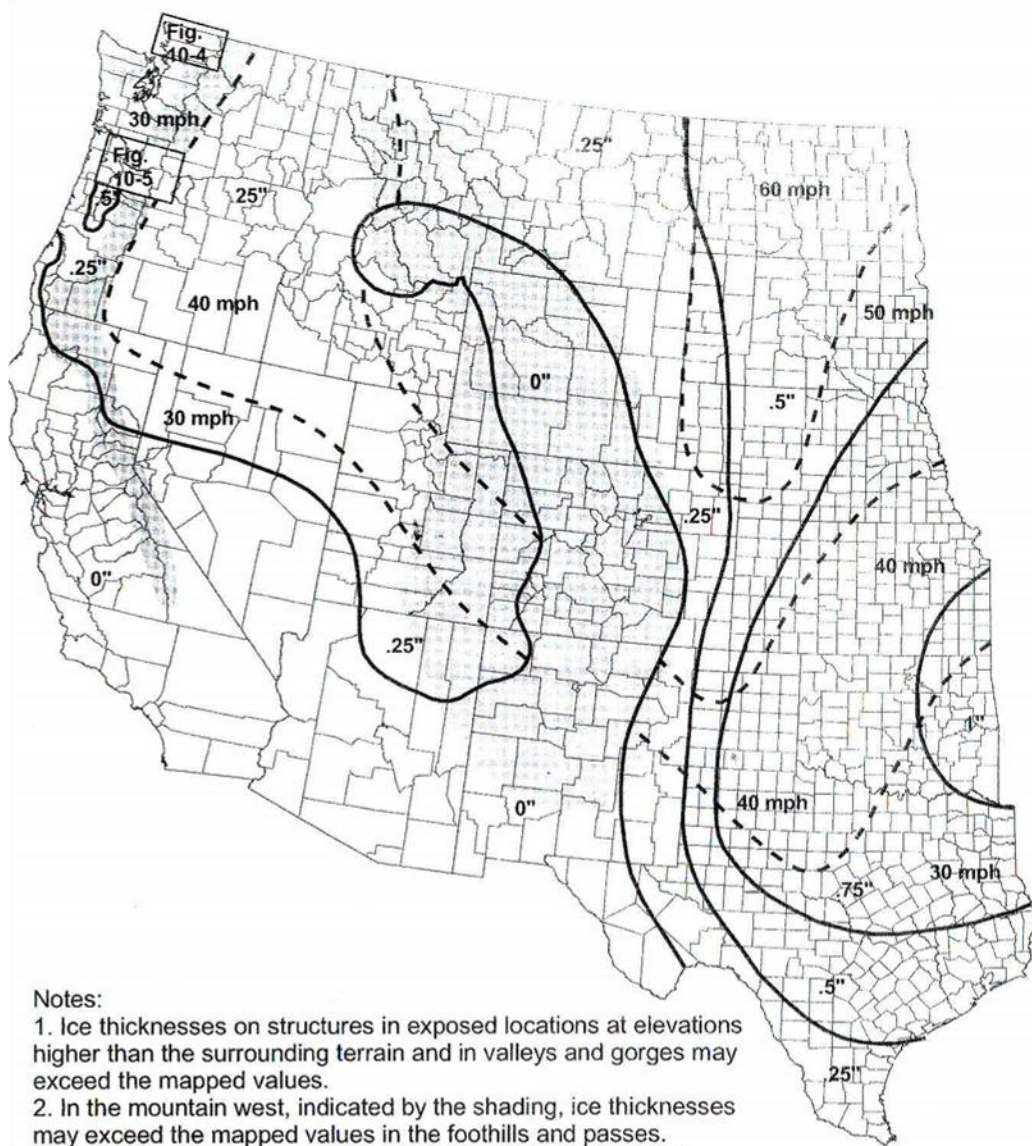 Fig.
10-4
30 mph
Fig.
10-5
.5"
.25"
25"
.25"
60 mph
40 mph
50 mph
0"
.5"
30 mph
.25"
40 mph
0"
.25"
1"
0"
40 mph
.75"
30 mph
.5"
.25"
Notes:
1. Ice thicknesses on structures in exposed locations at elevations
higher than the surrounding terrain and in valleys and gorges may
exceed the mapped values.
2. In the mountain west, indicated by the shading, ice thicknesses
may exceed the mapped values in the foothills and passes.